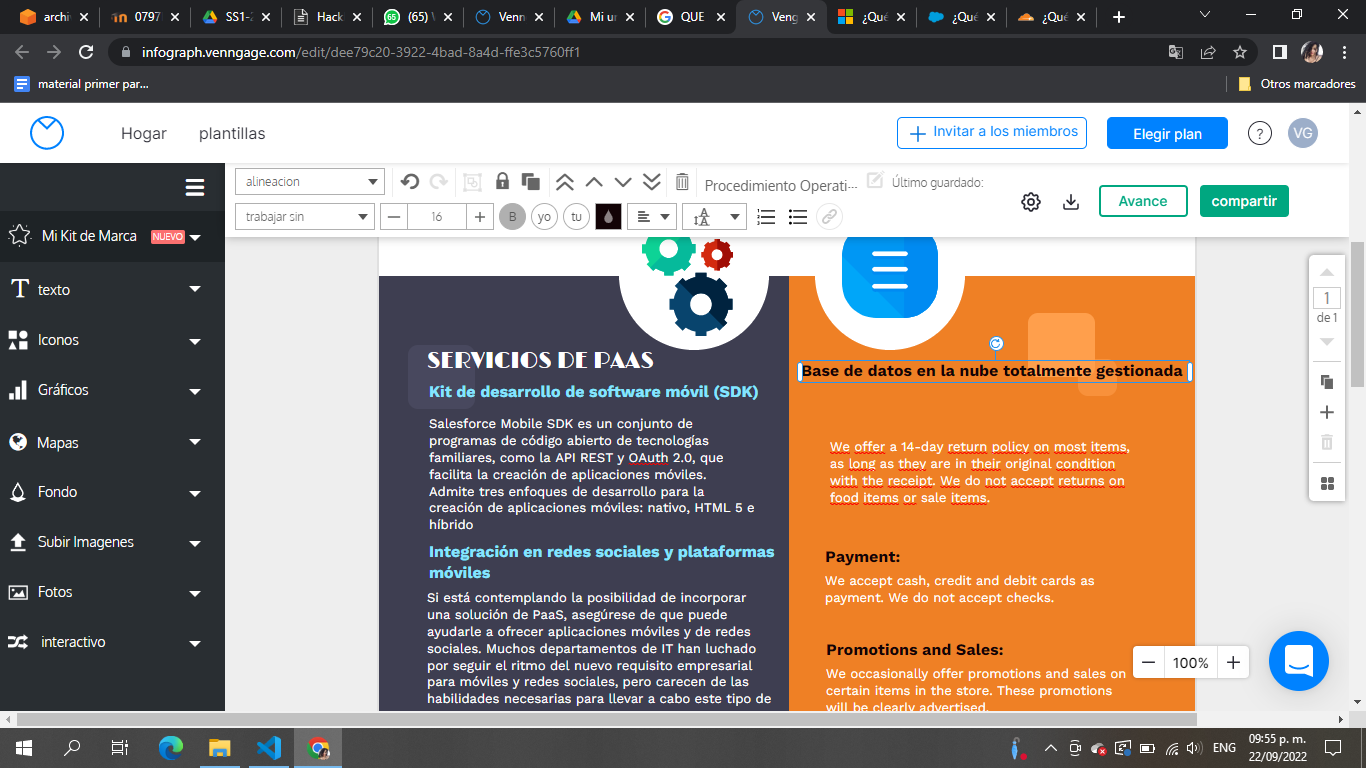 archiv
0797
SS1-2
Hack
(65) V
Venn
Mi un
QUE
Veng
¿Qué
¿Qué
¿Qué
infograph.venngage.com/edit/dee79c20-3922-4bad-8a4d-ffe3c5760ff1
material primer par...
Otros marcadores
Hogar
plantillas
Invitar a los miembros
Elegir plan
?
VG
alineacion
Procedimiento Operati...
Último guardado:
trabajar sin
16
B
yo
tu
Avance
compartir
Mi Kit de Marca
NUEVO
texto
Iconos
Gráficos
Mapas
Fondo
Subir Imagenes
Fotos
interactivo
SERVICIOS DE PAAS
Kit de desarrollo de software móvil (SDK)
Salesforce Mobile SDK es un conjunto de
programas de código abierto de tecnologías
familiares, como la API REST y OAuth 2.0, que
facilita la creación de aplicaciones móviles.
Admite tres enfoques de desarrollo para la
creación de aplicaciones móviles: nativo, HTML 5 e
híbrido
Integración en redes sociales y plataformas
móviles
Si está contemplando la posibilidad de incorporar
una solución de PaaS, asegúrese de que puede
ayudarle a ofrecer aplicaciones móviles y de redes
sociales. Muchos departamentos de IT han luchado
por seguir el ritmo del nuevo requisito empresarial
para móviles y redes sociales, pero carecen de las
habilidades necesarias para llevar a cabo este tipo de
Base de datos en la nube totalmente gestionada
We offer a 14-day return policy on most items,
as long as they are in their original condition
with the receipt. We do not accept returns on
food items or sale items.
Payment:
We accept cash, credit and debit cards as
payment. We do not accept checks.
Promotions and Sales:
We occasionally offer promotions and sales on
certain items in the store. These promotions
will be clearly advertised.
1
de 1
100%
ENG
09:55 p. m.
22/09/2022